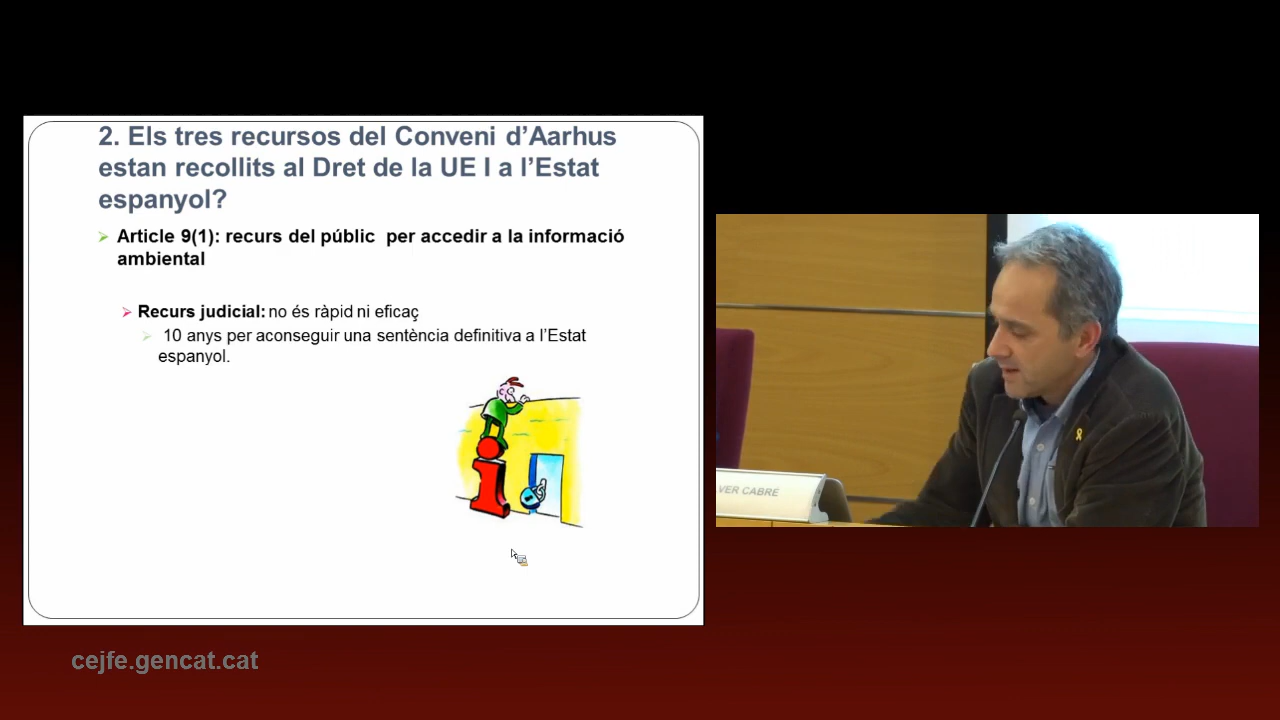 2. Els tres recursos del Conveni d’Aarhus
estan recollits al Dret de la UE I a l’Estat
espanyol?
Article 9(1): recurs del públic per accedir a la informació
ambiental
Recurs judicial: no és ràpid ni eficaç
10 anys per aconseguir una sentència definitiva a l’Estat
espanyol.
VER CABRE
cejfe.gencat.cat